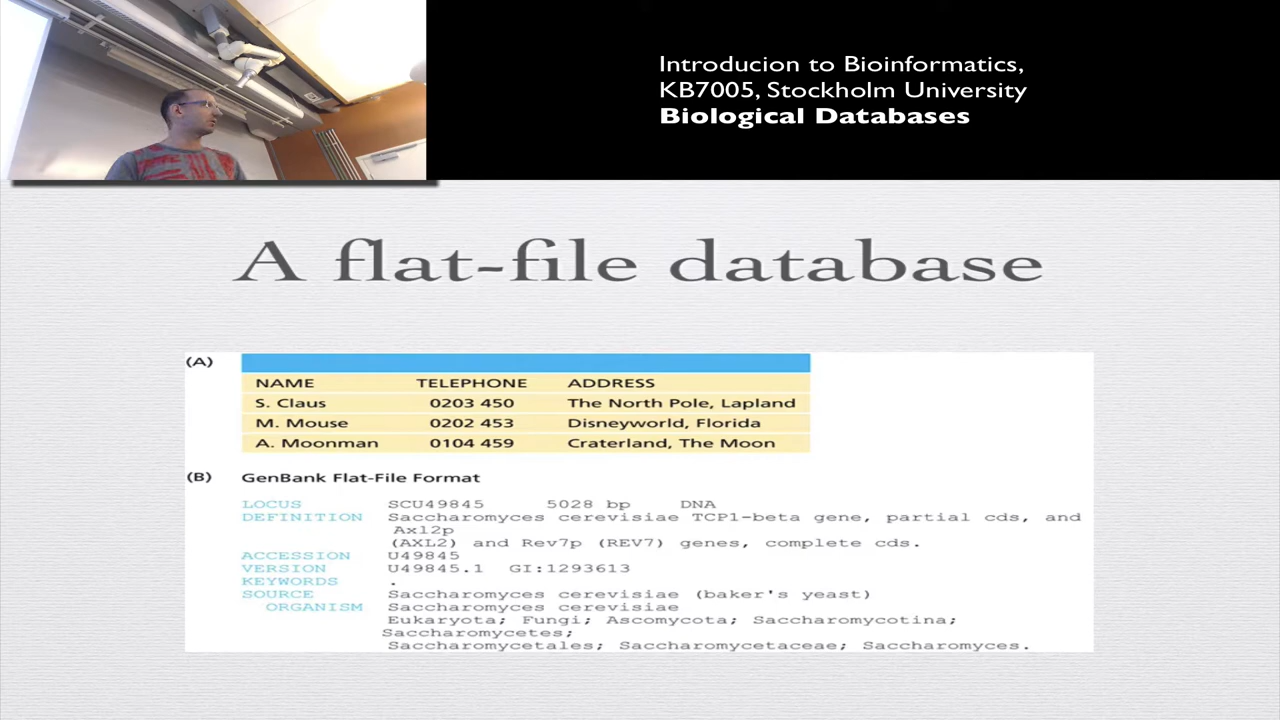 Introducion to Bioinformatics,
KB7005, Stockholm University
Biological Databases
A flat-file database
(A)
NAME TELEPHONE ADDRESS
S. Claus 0203 450 The North Pole, Lapland
M. Mouse 0202 453 Disneyworld, Florida
A. Moonman 0104 459 Craterland, The Moon
(B) GenBank Flat-File Format
LOCUS SCU49845 5028 bp DNA
DEFINITION Saccharomyces cerevisiae TCP1-beta gene, partial cds, and
Axl2p
(AXL2) and Rev7p (REV7) genes, complete cds.
ACCESSION U49845
VERSION U49845.1 GI:1293613
KEYWORDS .
SOURCE Saccharomyces cerevisiae (baker's yeast)
ORGANISM Saccharomyces cerevisiae
Eukaryota; Fungi; Ascomycota; Saccharomycotina;
Saccharomycetes;
Saccharomycetales; Saccharomycetaceae; Saccharomyces.